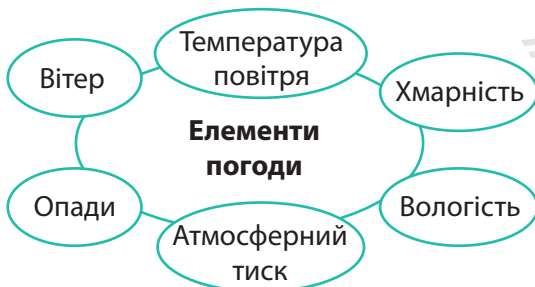 Температура
повітря
Вітер
Хмарність
Елементи
погоди
Опади
Вологість
Атмосферний
тиск